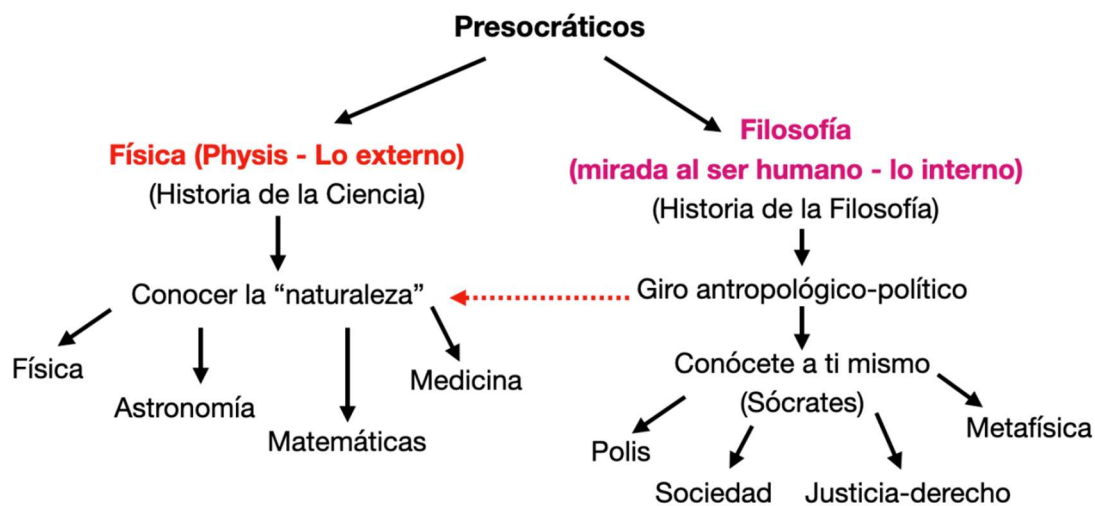 Presocráticos
Física (Physis - Lo externo)
(Historia de la Ciencia)
Filosofía
(mirada al ser humano - lo interno)
(Historia de la Filosofía)
Conocer la “naturaleza”
Giro antropológico-político
Física
Astronomía
Matemáticas
Medicina
Conócete a ti mismo
(Sócrates)
Polis
Sociedad
Justicia-derecho
Metafísica